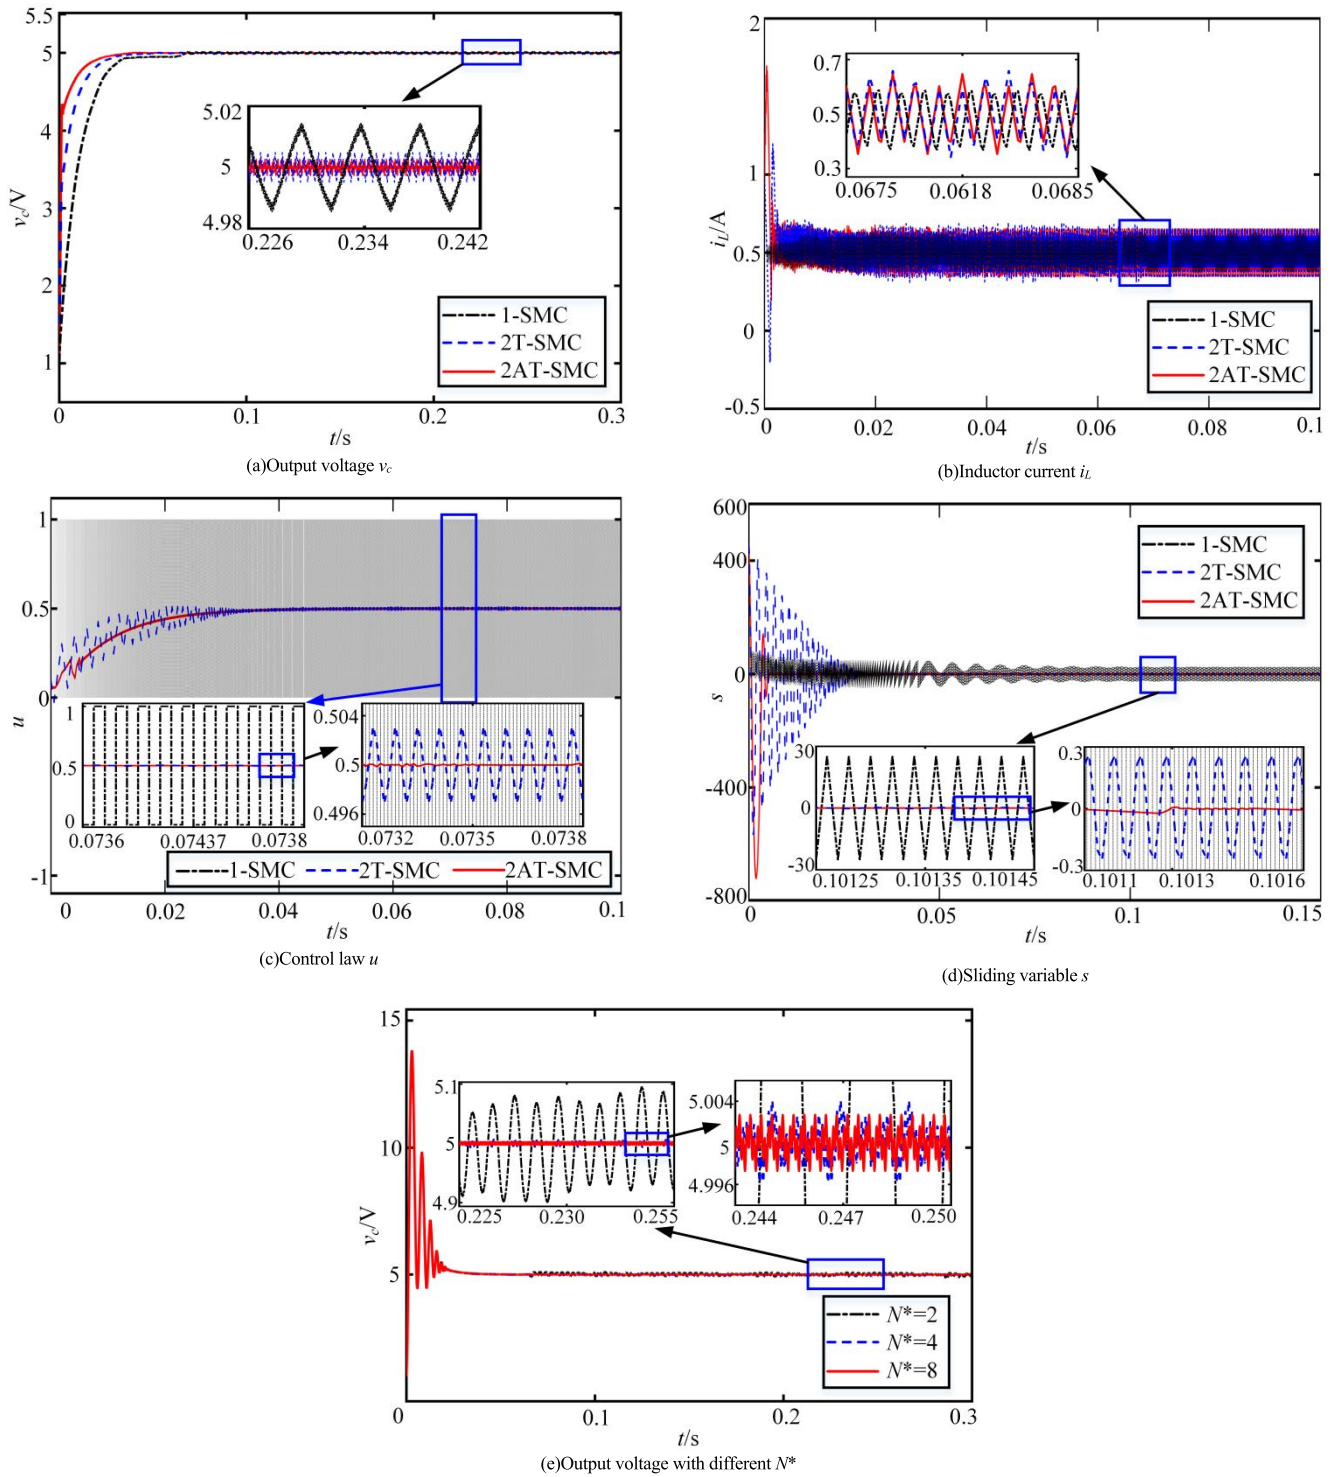 5.5
5
4
3
2
1
v_c/V
5.02
5
4.98
0.226 0.234 0.242
1-SMC
2T-SMC
2AT-SMC
0 0.1 0.2 0.3
t/s
(a)Output voltage v_c
2
1
0.5
0
-0.5
i_L/A
0.7
0.5
0.3
0.0675 0.0618 0.0685
1-SMC
2T-SMC
2AT-SMC
0 0.02 0.04 0.06 0.08 0.1
t/s
(b)Inductor current i_L
1
0.5
0
-1
u
1
0.5
0
0.0736 0.07437 0.0738
0.504
0.5
0.496
0.0732 0.0735 0.0738
1-SMC 2T-SMC 2AT-SMC
0 0.02 0.04 0.06 0.08 0.1
t/s
(c)Control law u
600
400
0
-400
-800
s
1-SMC
2T-SMC
2AT-SMC
30
0
-30
0.10125 0.10135 0.10145
0.3
0
-0.3
0.1011 0.1013 0.1016
0 0.05 0.1 0.15
t/s
(d)Sliding variable s
15
10
5
v_c/V
5.1
5
4.9
0.225 0.230 0.255
5.004
5
4.996
0.244 0.247 0.250
N*=2
N*=4
N*=8
0 0.1 0.2 0.3
t/s
(e)Output voltage with different N*